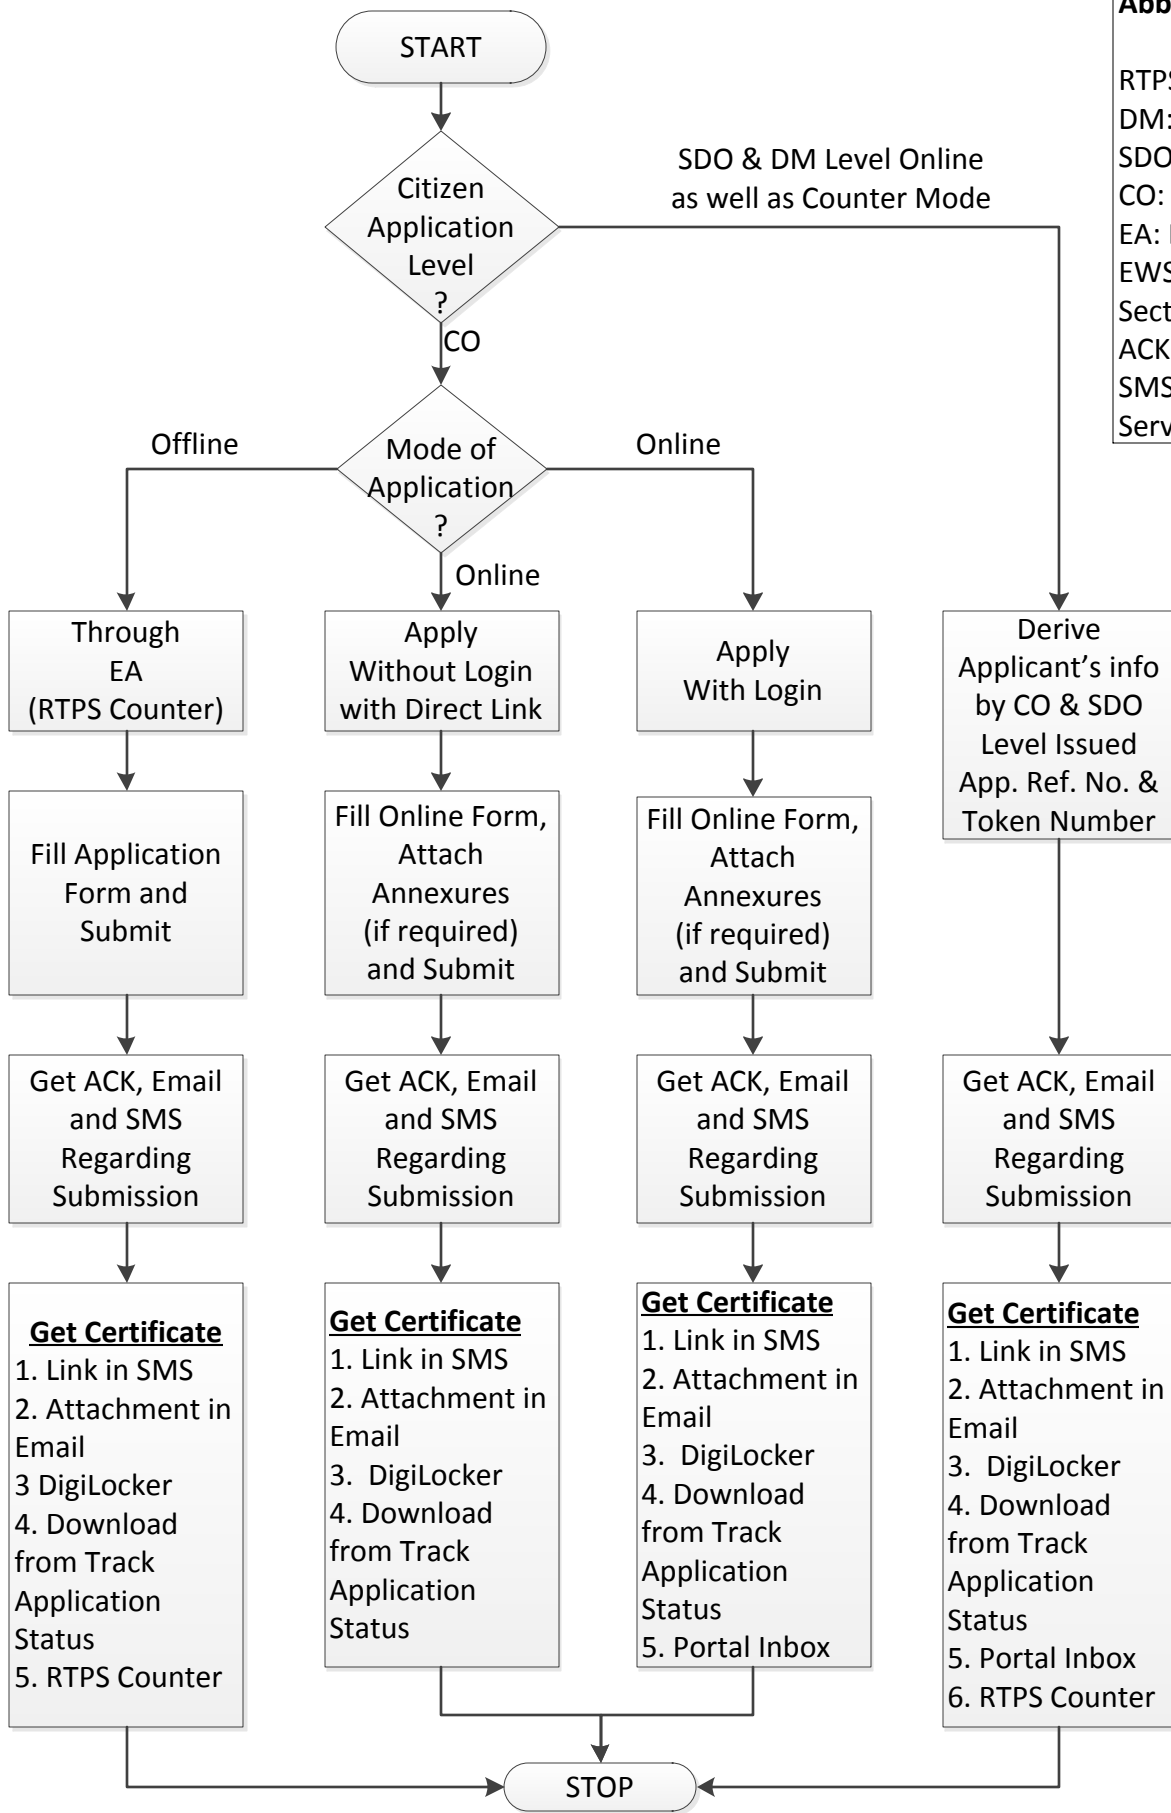 START
Citizen
Application
Level
?
SDO & DM Level Online
as well as Counter Mode
CO
Mode of
Application
?
Offline
Online
Online
Through
EA
(RTPS Counter)
Fill Application
Form and
Submit
Get ACK, Email
and SMS
Regarding
Submission
Get Certificate
1. Link in SMS
2. Attachment in
Email
3 DigiLocker
4. Download
from Track
Application
Status
5. RTPS Counter
Apply
Without Login
with Direct Link
Fill Online Form,
Attach
Annexures
(if required)
and Submit
Get ACK, Email
and SMS
Regarding
Submission
Get Certificate
1. Link in SMS
2. Attachment in
Email
3. DigiLocker
4. Download
from Track
Application
Status
Apply
With Login
Fill Online Form,
Attach
Annexures
(if required)
and Submit
Get ACK, Email
and SMS
Regarding
Submission
Get Certificate
1. Link in SMS
2. Attachment in
Email
3. DigiLocker
4. Download
from Track
Application
Status
5. Portal Inbox
Derive
Applicant’s info
by CO & SDO
Level Issued
App. Ref. No. &
Token Number
Get ACK, Email
and SMS
Regarding
Submission
Get Certificate
1. Link in SMS
2. Attachment in
Email
3. DigiLocker
4. Download
from Track
Application
Status
5. Portal Inbox
6. RTPS Counter
STOP
DM:
SDO
CO:
EA:
EWS
ACK
SMS